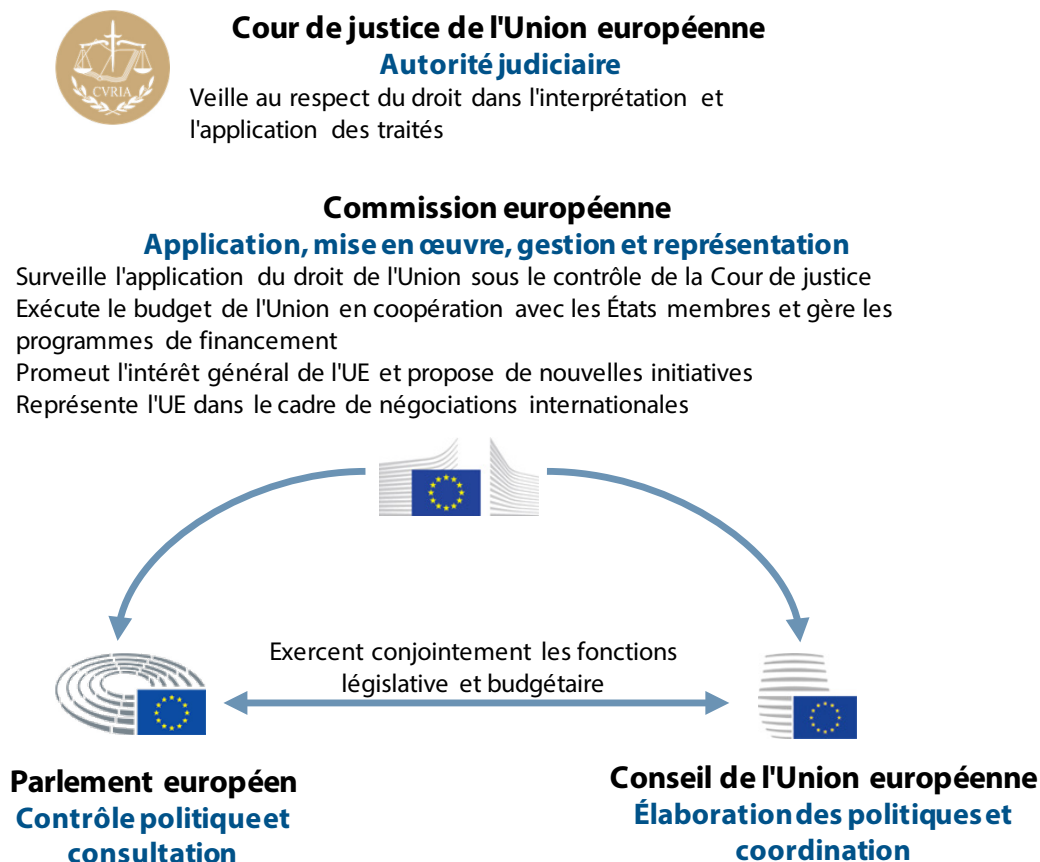 Cour de justice de l'Union européenne
Autorité judiciaire
Veille au respect du droit dans l'interprétation et
l'application des traités
CVRIA
Commission européenne
Application, mise en œuvre, gestion et représentation
Surveille l'application du droit de l'Union sous le contrôle de la Cour de justice
Exécute le budget de l'Union en coopération avec les États membres et gère les
programmes de financement
Promeut l'intérêt général de l'UE et propose de nouvelles initiatives
Représente l'UE dans le cadre de négociations internationales
Exercent conjointement les fonctions
législative et budgétaire
Parlement européen
Contrôle politique et
consultation
Conseil de l'Union européenne
Élaboration des politiques et
coordination